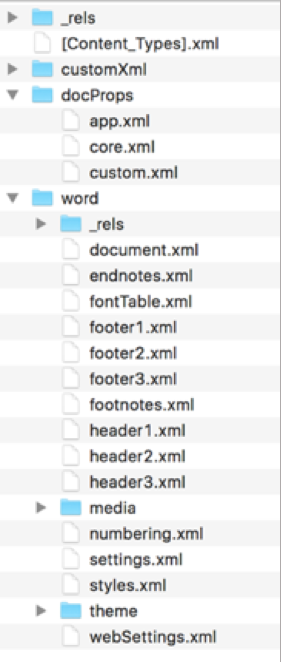 _rels
[Content_Types].xml
customXml
docProps
app.xml
core.xml
custom.xml
word
_rels
document.xml
endnotes.xml
fontTable.xml
footer1.xml
footer2.xml
footer3.xml
footnotes.xml
header1.xml
header2.xml
header3.xml
media
numbering.xml
settings.xml
styles.xml
theme
webSettings.xml